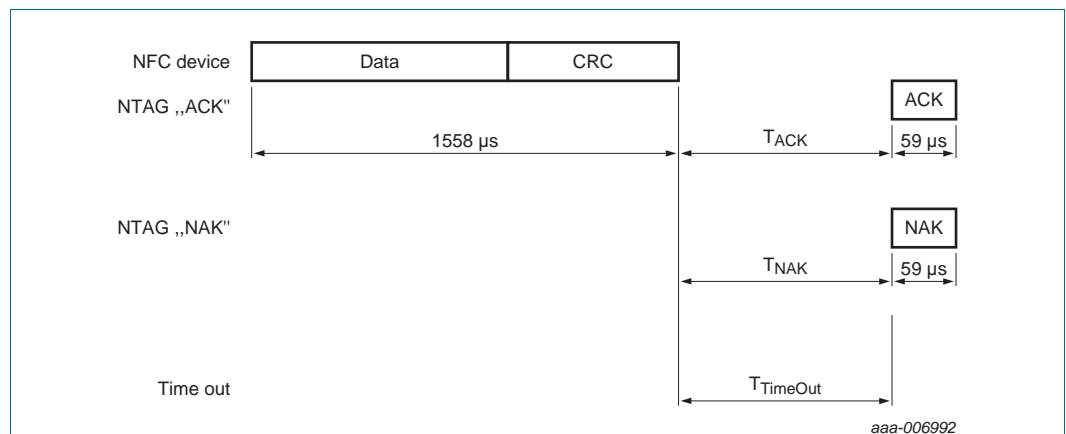 NFC device Data CRC
NTAG ,,ACK" ACK
1558 µs TACK 59 µs
NTAG ,,NAK" NAK
TNAK 59 µs
Time out TTimeOut
aaa-006992